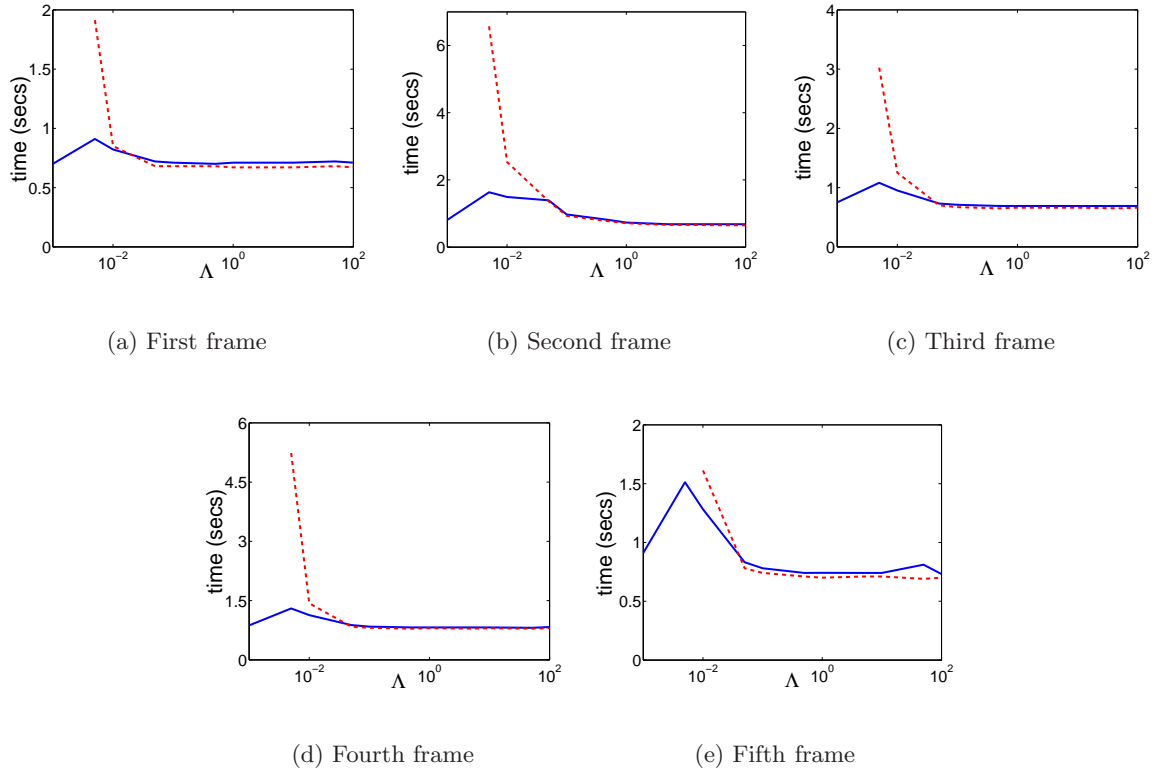 2
1.5
1
0.5
0
time (secs)
10^−2
10^0
10^2
Λ
(a) First frame
6
4
2
0
time (secs)
10^−2
10^0
10^2
Λ
(b) Second frame
4
3
2
1
0
time (secs)
10^−2
10^0
10^2
Λ
(c) Third frame
6
4.5
3
1.5
0
time (secs)
10^−2
10^0
10^2
Λ
(d) Fourth frame
2
1.5
1
0.5
0
time (secs)
10^−2
10^0
10^2
Λ
(e) Fifth frame